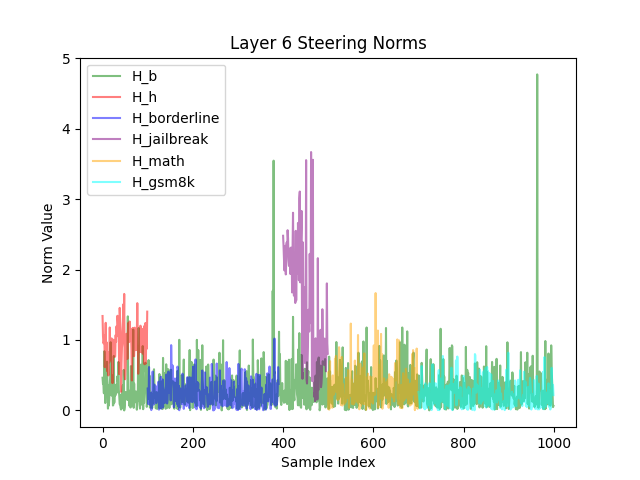 Layer 6 Steering Norms
H_b
H_h
H_borderline
H_jailbreak
H_math
H_gsm8k
Norm Value
5
4
3
2
1
0
0 200 400 600 800 1000
Sample Index